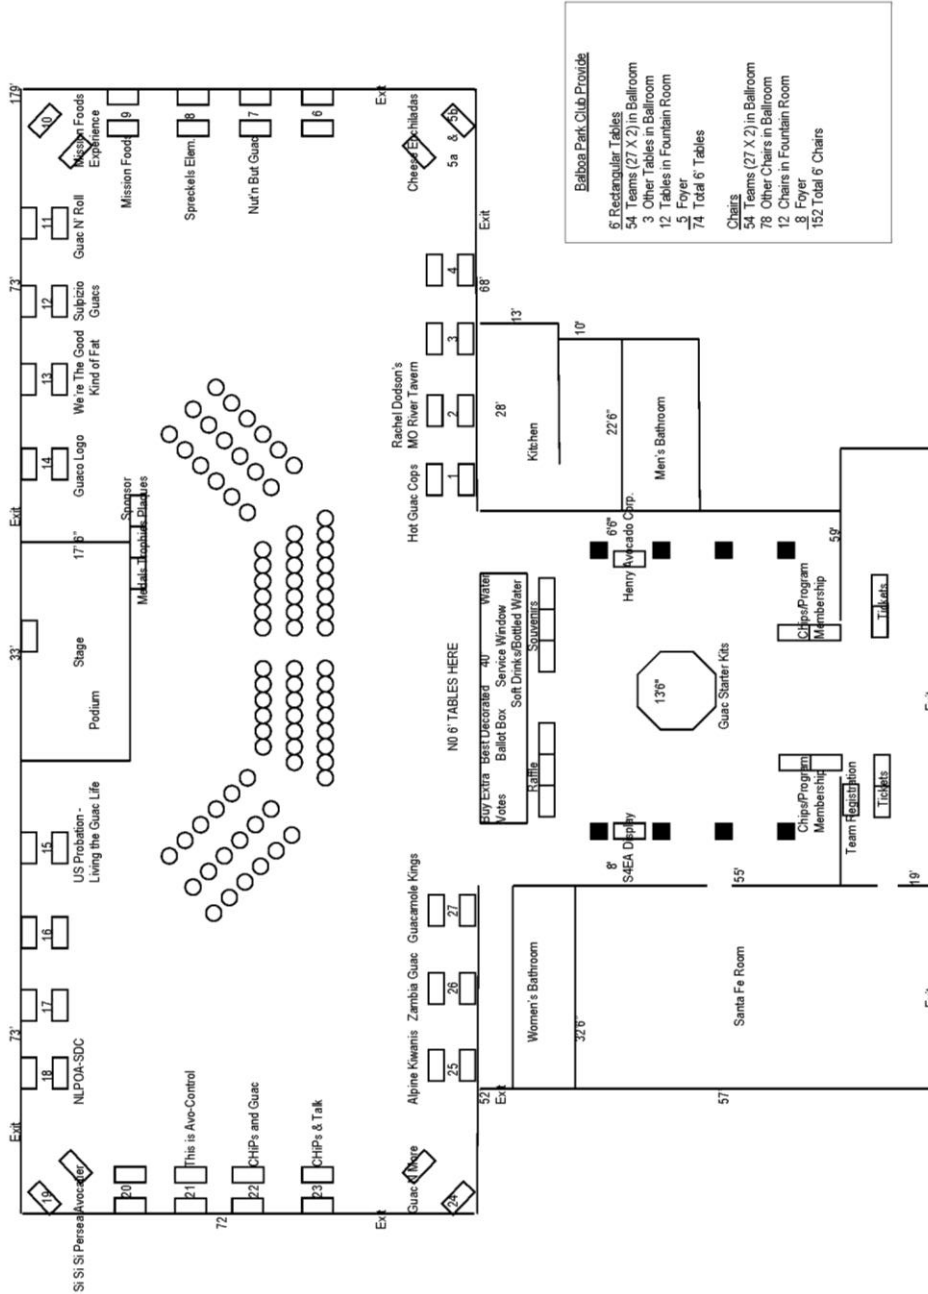 Balboa Park Club Provide
6' Rectangular Tables
54 Teams (27 X 2) in Ballroom
3 Other Tables in Ballroom
12 Tables in Fountain Room
5 Foyer
74 Total 6' Tables
Chairs
54 Teams (27 X 2) in Ballroom
78 Other Chairs in Ballroom
12 Chairs in Fountain Room
8 Foyer
152 Total 6' Chairs
Exit
73'
Exit
33'
Exit
73'
179'
19
18
17
16
15
14
13
12
11
10
Si Si Si Persea Avocader
NLPOA-SDC
US Probation -
Living the Guac Life
Podium
Stage
17' 6"
Medals Trophies Plaques
Sponsor
Guaco Logo
We're The Good
Kind of Fat
Sulpizio
Guacs
Guac N' Roll
Mission Foods
Experience
20
9
Mission Foods
21
This is Avo-Control
8
Spreckels Elem.
72
22
CHiPs and Guac
7
Nut'n But Guac
23
CHiPs & Talk
6
Exit
Exit
Guac N More
24
Cheese Enchiladas
5a & 5b
Alpine Kiwanis
Zambia Guac
Guacamole Kings
25
26
27
N0 6' TABLES HERE
Hot Guac Cops
Rachel Dodson's
MO River Tavern
1
2
3
4
68'
Exit
52'
Exit
Buy Extra
Votes
Best Decorated
Ballot Box
40
Service Window
Water
Soft Drinks/Bottled Water
Raffle
Souvenirs
Women's Bathroom
32'6"
Kitchen
28'
13'
10'
22'6"
Men's Bathroom
8'
S4EA Display
6'6"
Henry Avocado Corp.
13'6"
Guac Starter Kits
57'
Santa Fe Room
55'
Chips/Program
Membership
Chips/Program
Membership
59'
Team Registration
Tickets
Tickets
19'
Exit
Exit